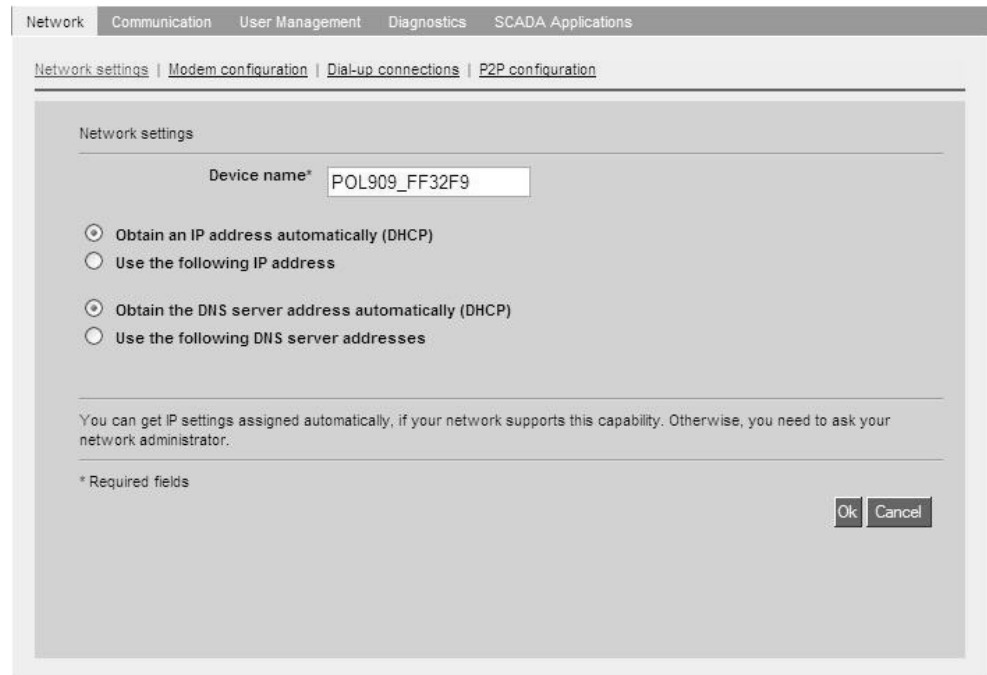 Network Communication User Management Diagnostics SCADA Applications
Network settings | Modem configuration | Dial-up connections | P2P configuration
Network settings
Device name* POL909_FF32F9
Obtain an IP address automatically (DHCP)
Use the following IP address
Obtain the DNS server address automatically (DHCP)
Use the following DNS server addresses
You can get IP settings assigned automatically, if your network supports this capability. Otherwise, you need to ask your
network administrator.
* Required fields
Ok Cancel